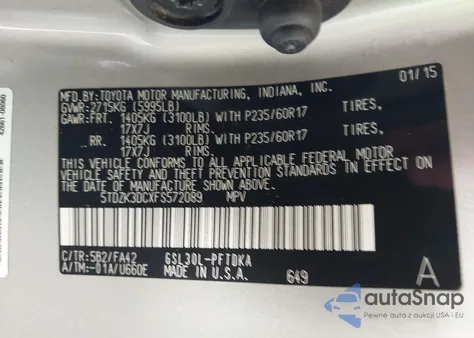 MFD.BY:TOYOTA MOTOR MANUFACTURING, INDIANA, INC. 01/15
GVWR:2715KG (5995LB)
GAWR:FRT. 1405KG (3100LB) WITH P235/60R17 TIRES,
17X7J RIMS.
RR. 1405KG (3100LB) WITH P235/60R17 TIRES,
17X7J RIMS.
THIS VEHICLE CONFORMS TO ALL APPLICABLE FEDERAL MOTOR
VEHICLE SAFETY AND THEFT PREVENTION STANDARDS IN
EFFECT ON THE DATE OF MANUFACTURE SHOWN ABOVE.
5TDZK3DCXFS572089 MPV
C/TR:5B2/FA42 GSL30L-PFTDKA
A/TM:-01A/U660E MADE IN U.S.A. 649 A
autoSnap
Pewne auta z aukcji USA i EU